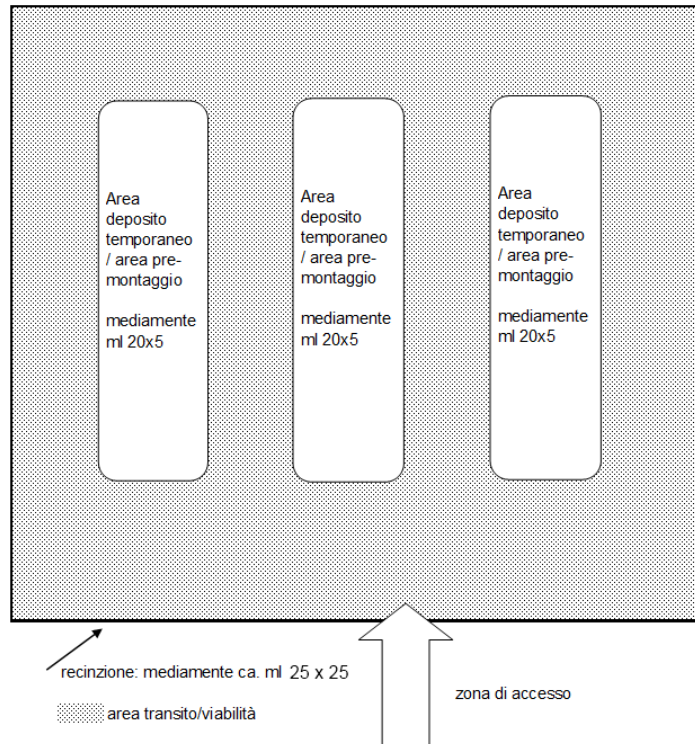 Area
deposito
temporaneo
/ area pre-
montaggio
mediamente
ml 20x5
Area
deposito
temporaneo
/ area pre-
montaggio
mediamente
ml 20x5
Area
deposito
temporaneo
/ area pre-
montaggio
mediamente
ml 20x5
recinzione: mediamente ca. ml 25 x 25
zona di accesso
area transito/viabilità